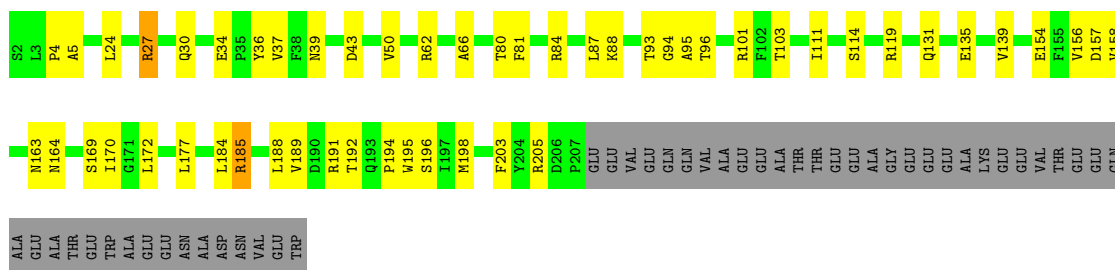 S2 L3 P4 A5 L24 R27 Q30 E34 P35 Y36 V37 F38 N39 D43 V50 R62 A66 T80 F81 R84 L87 K88 T93 G94 A95 T96 R101 F102 T103 I111 S114 R119 Q131 E135 V139 E154 F155 V156 D157 V158
N163 N164 S169 I170 G171 L172 L177 L184 R185 L188 V189 D190 R191 T192 Q193 P194 W195 S196 I197 M198 F203 Y204 R205 D206 P207 GLU GLU VAL GLU GLN GLN VAL ALA GLU GLU ALA THR THR GLU GLU ALA GLY GLU GLU GLU ALA LYS GLU GLU VAL THR GLU GLU GLN
ALA GLU ALA THR GLU TRP ALA GLU GLU ASN ALA ASP ASN VAL GLU TRP